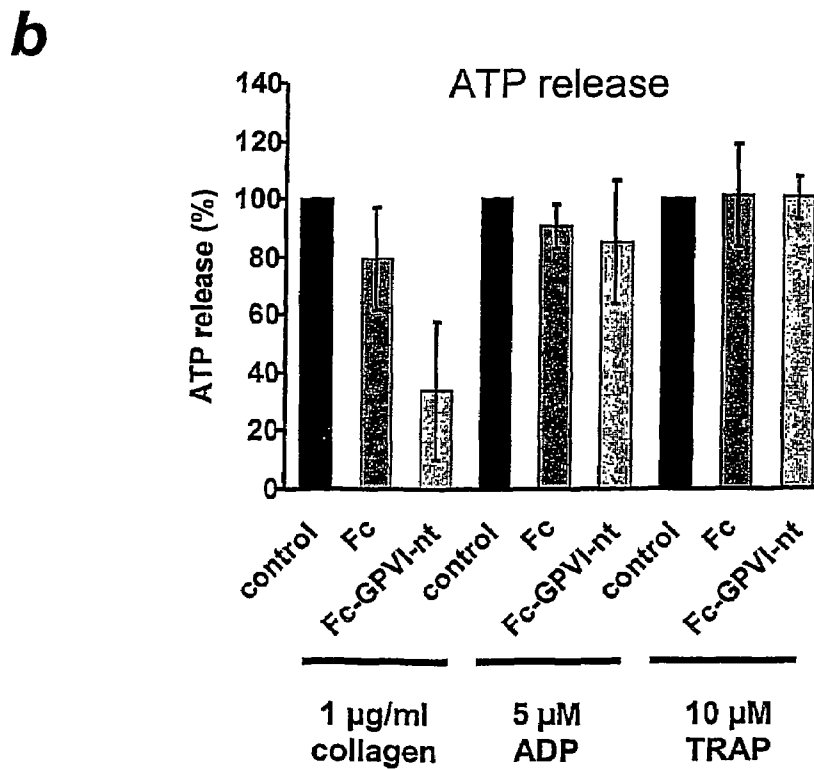 b
ATP release
140
120
100
80
60
40
20
0
ATP release (%)
control
Fc
Fc-GPVI-nt
control
Fc
Fc-GPVI-nt
control
Fc
Fc-GPVI-nt
1 µg/ml
collagen
5 µM
ADP
10 µM
TRAP